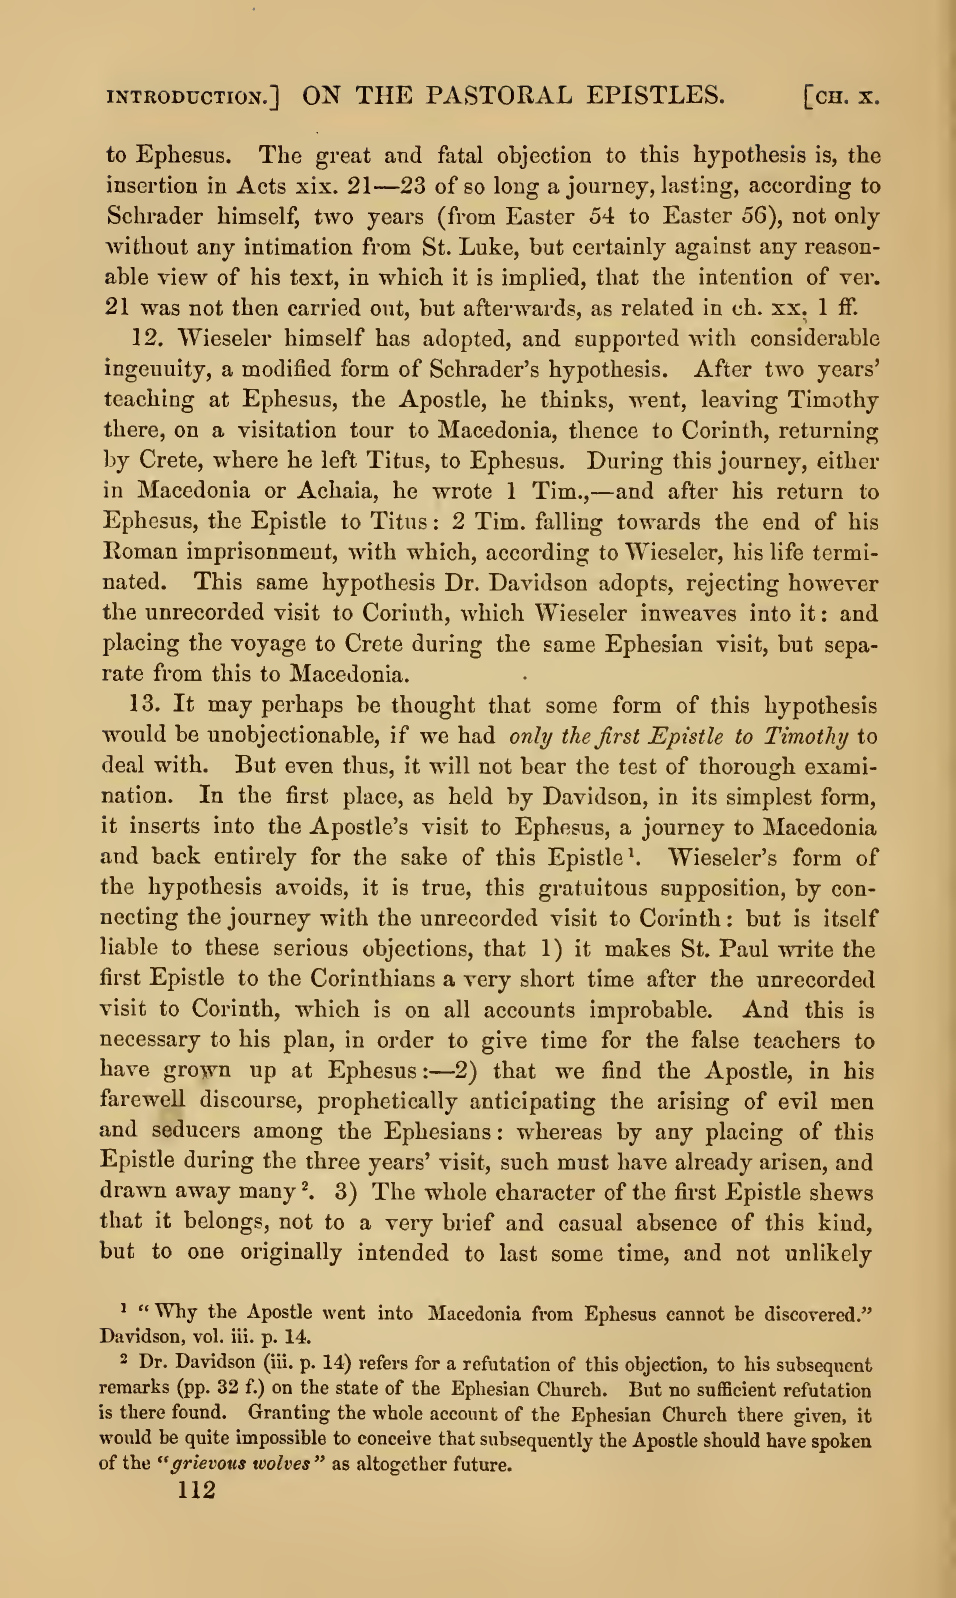 INTRODUCTION.] ON THE PASTORAL EPISTLES. [CH. X.
to Ephesus. The great and fatal objection to this hypothesis is, the
insertion in Acts xix. 21—23 of so long a journey, lasting, according to
Schrader himself, two years (from Easter 54 to Easter 56), not only
without any intimation from St. Luke, but certainly against any reason-
able view of his text, in which it is implied, that the intention of ver.
21 was not then carried out, but afterwards, as related in ch. xx. 1 ff.
12. Wieseler himself has adopted, and supported with considerable
ingenuity, a modified form of Schrader's hypothesis. After two years'
teaching at Ephesus, the Apostle, he thinks, went, leaving Timothy
there, on a visitation tour to Macedonia, thence to Corinth, returning
by Crete, where he left Titus, to Ephesus. During this journey, either
in Macedonia or Achaia, he wrote 1 Tim.,—and after his return to
Ephesus, the Epistle to Titus: 2 Tim. falling towards the end of his
Roman imprisonment, with which, according to Wieseler, his life termi-
nated. This same hypothesis Dr. Davidson adopts, rejecting however
the unrecorded visit to Corinth, which Wieseler inweaves into it: and
placing the voyage to Crete during the same Ephesian visit, but sepa-
rate from this to Macedonia.
13. It may perhaps be thought that some form of this hypothesis
would be unobjectionable, if we had only the first Epistle to Timothy to
deal with. But even thus, it will not bear the test of thorough exami-
nation. In the first place, as held by Davidson, in its simplest form,
it inserts into the Apostle's visit to Ephesus, a journey to Macedonia
and back entirely for the sake of this Epistle ¹. Wieseler's form of
the hypothesis avoids, it is true, this gratuitous supposition, by con-
necting the journey with the unrecorded visit to Corinth: but is itself
liable to these serious objections, that 1) it makes St. Paul write the
first Epistle to the Corinthians a very short time after the unrecorded
visit to Corinth, which is on all accounts improbable. And this is
necessary to his plan, in order to give time for the false teachers to
have grown up at Ephesus:—2) that we find the Apostle, in his
farewell discourse, prophetically anticipating the arising of evil men
and seducers among the Ephesians: whereas by any placing of this
Epistle during the three years' visit, such must have already arisen, and
drawn away many ². 3) The whole character of the first Epistle shews
that it belongs, not to a very brief and casual absence of this kind,
but to one originally intended to last some time, and not unlikely
¹ "Why the Apostle went into Macedonia from Ephesus cannot be discovered."
Davidson, vol. iii. p. 14.
² Dr. Davidson (iii. p. 14) refers for a refutation of this objection, to his subsequent
remarks (pp. 32 f.) on the state of the Ephesian Church. But no sufficient refutation
is there found. Granting the whole account of the Ephesian Church there given, it
would be quite impossible to conceive that subsequently the Apostle should have spoken
of the "grievous wolves" as altogether future.
112